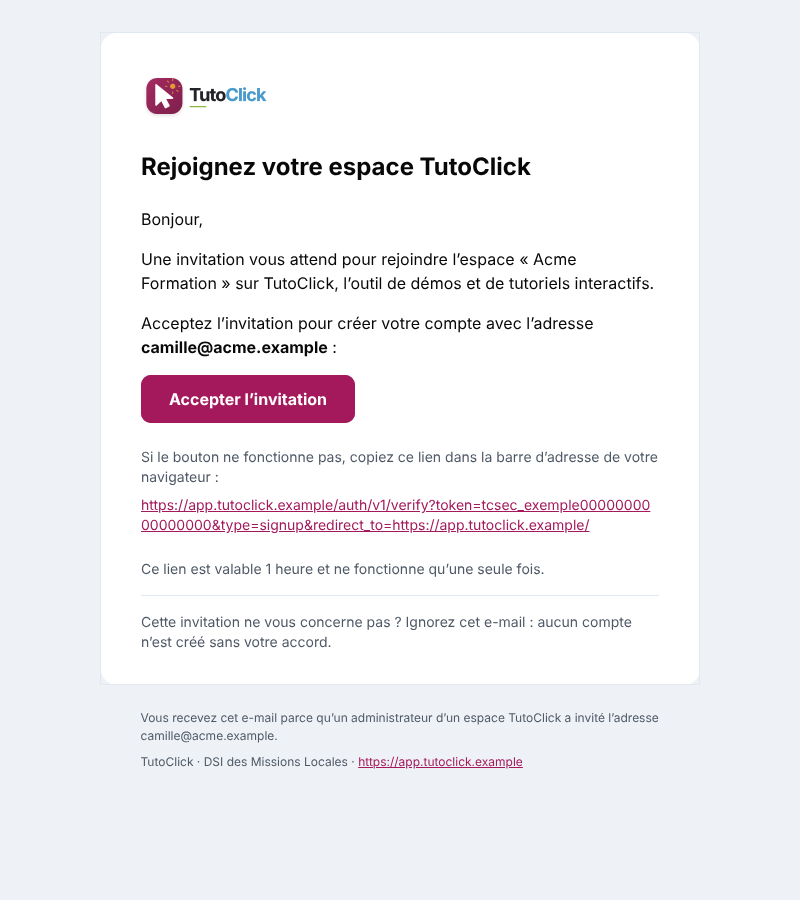 TutoClick
Rejoignez votre espace TutoClick
Bonjour,
Une invitation vous attend pour rejoindre l’espace « Acme
Formation » sur TutoClick, l’outil de démos et de tutoriels interactifs.
Acceptez l’invitation pour créer votre compte avec l’adresse
camille@acme.example :
Accepter l’invitation
Si le bouton ne fonctionne pas, copiez ce lien dans la barre d’adresse de votre
navigateur :
https://app.tutoclick.example/auth/v1/verify?token=tcsec_exemple00000000
00000000&type=signup&redirect_to=https://app.tutoclick.example/
Ce lien est valable 1 heure et ne fonctionne qu’une seule fois.
Cette invitation ne vous concerne pas ? Ignorez cet e-mail : aucun compte
n’est créé sans votre accord.
Vous recevez cet e-mail parce qu’un administrateur d’un espace TutoClick a invité l’adresse
camille@acme.example.
TutoClick · DSI des Missions Locales · https://app.tutoclick.example